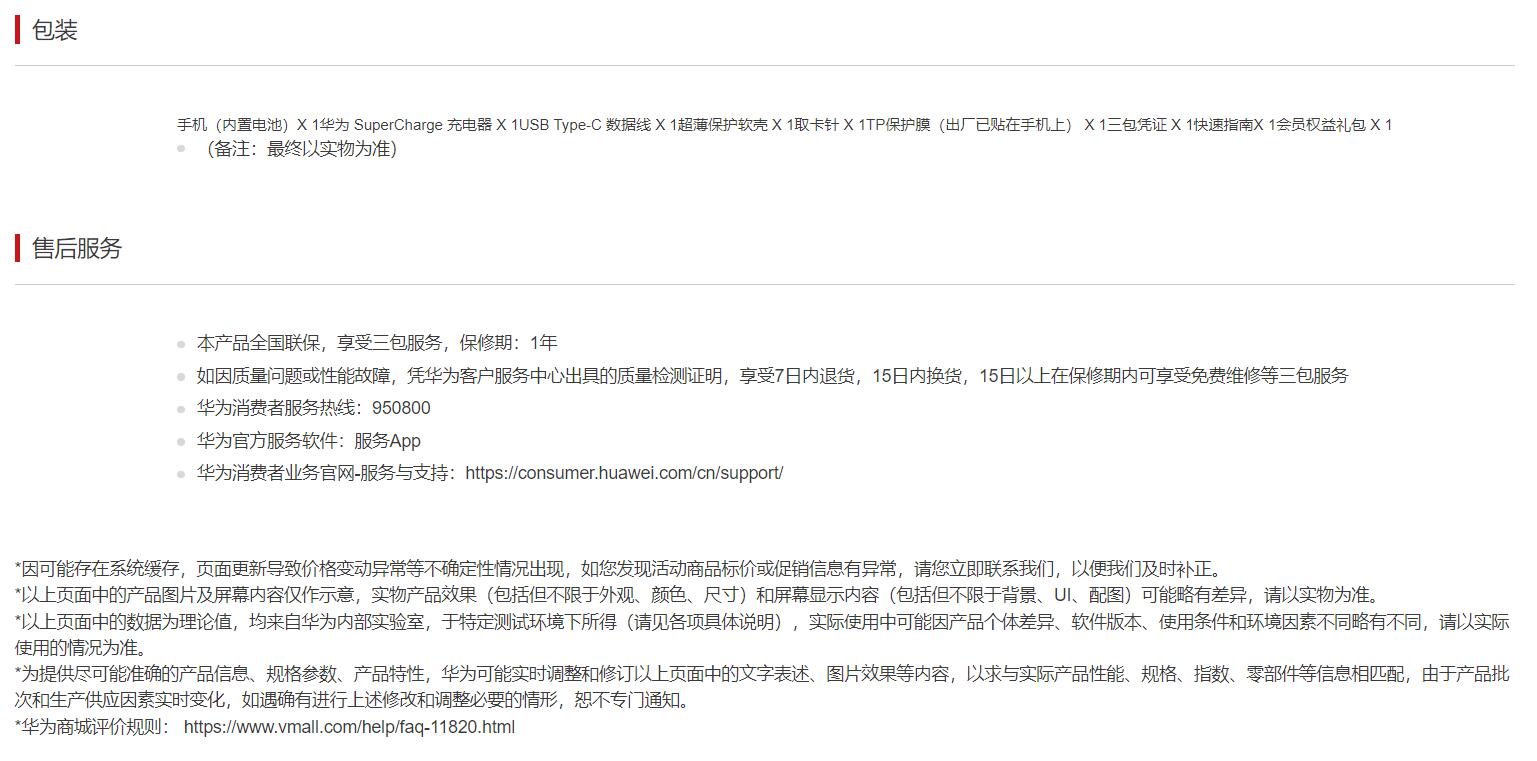 包装
手机（内置电池）X 1华为 SuperCharge 充电器 X 1USB Type-C 数据线 X 1超薄保护软壳 X 1取卡针 X 1TP保护膜（出厂已贴在手机上） X 1三包凭证 X 1快速指南X 1会员权益礼包 X 1
（备注：最终以实物为准）
售后服务
本产品全国联保，享受三包服务，保修期：1年
如因质量问题或性能故障，凭华为客户服务中心出具的质量检测证明，享受7日内退货，15日内换货，15日以上在保修期内可享受免费维修等三包服务
华为消费者服务热线：950800
华为官方服务软件：服务App
华为消费者业务官网-服务与支持：https://consumer.huawei.com/cn/support/
*因可能存在系统缓存，页面更新导致价格变动异常等不确定性情况出现，如您发现活动商品标价或促销信息有异常，请您立即联系我们，以便我们及时补正。
*以上页面中的产品图片及屏幕内容仅作示意，实物产品效果（包括但不限于外观、颜色、尺寸）和屏幕显示内容（包括但不限于背景、UI、配图）可能略有差异，请以实物为准。
*以上页面中的数据为理论值，均来自华为内部实验室，于特定测试环境下所得（请见各项具体说明），实际使用中可能因产品个体差异、软件版本、使用条件和环境因素不同略有不同，请以实际
使用的情况为准。
*为提供尽可能准确的产品信息、规格参数、产品特性，华为可能实时调整和修订以上页面中的文字表述、图片效果等内容，以求与实际产品性能、规格、指数、零部件等信息相匹配，由于产品批
次和生产供应因素实时变化，如遇确有进行上述修改和调整必要的情形，恕不专门通知。
*华为商城评价规则： https://www.vmall.com/help/faq-11820.html